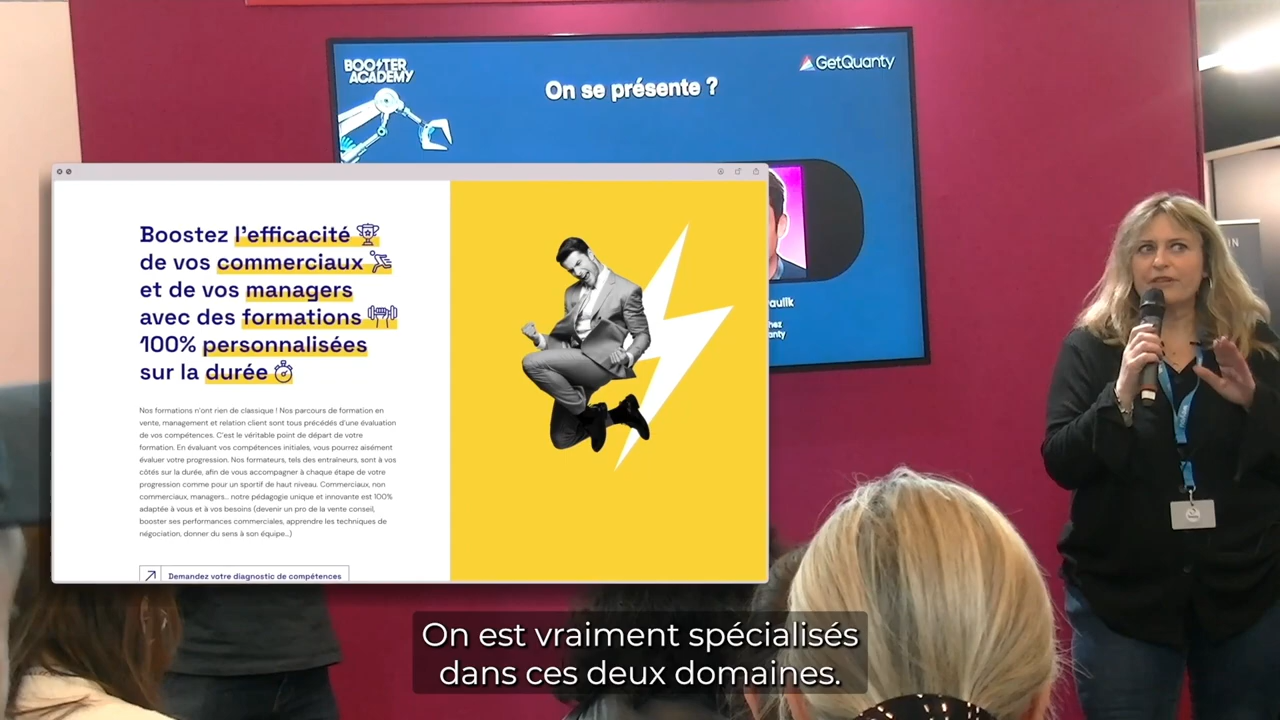 BOOSTER
ACADEMY
GetQuanty
On se présente ?
Boostez l'efficacité
de vos commerciaux
et de vos managers
avec des formations
100% personnalisées
sur la durée
Nos formations n'ont rien de classique ! Nos parcours de formation en
vente, management et relation client sont tous précédés d'une évaluation
de vos compétences. C'est le véritable point de départ de votre
formation. En évaluant vos compétences initiales, vous pourrez aisément
évaluer votre progression. Nos formateurs, tels des entraîneurs, sont à vos
côtés sur la durée, afin de vous accompagner à chaque étape de votre
progression comme pour un sportif de haut niveau. Commerciaux, non
commerciaux, managers... notre pédagogie unique et innovante est 100%
adaptée à vous et à vos besoins (devenir un pro de la vente conseil,
booster ses performances commerciales, apprendre les techniques de
négociation, donner du sens à son équipe...)
Demandez votre diagnostic de compétences
On est vraiment spécialisés
dans ces deux domaines.